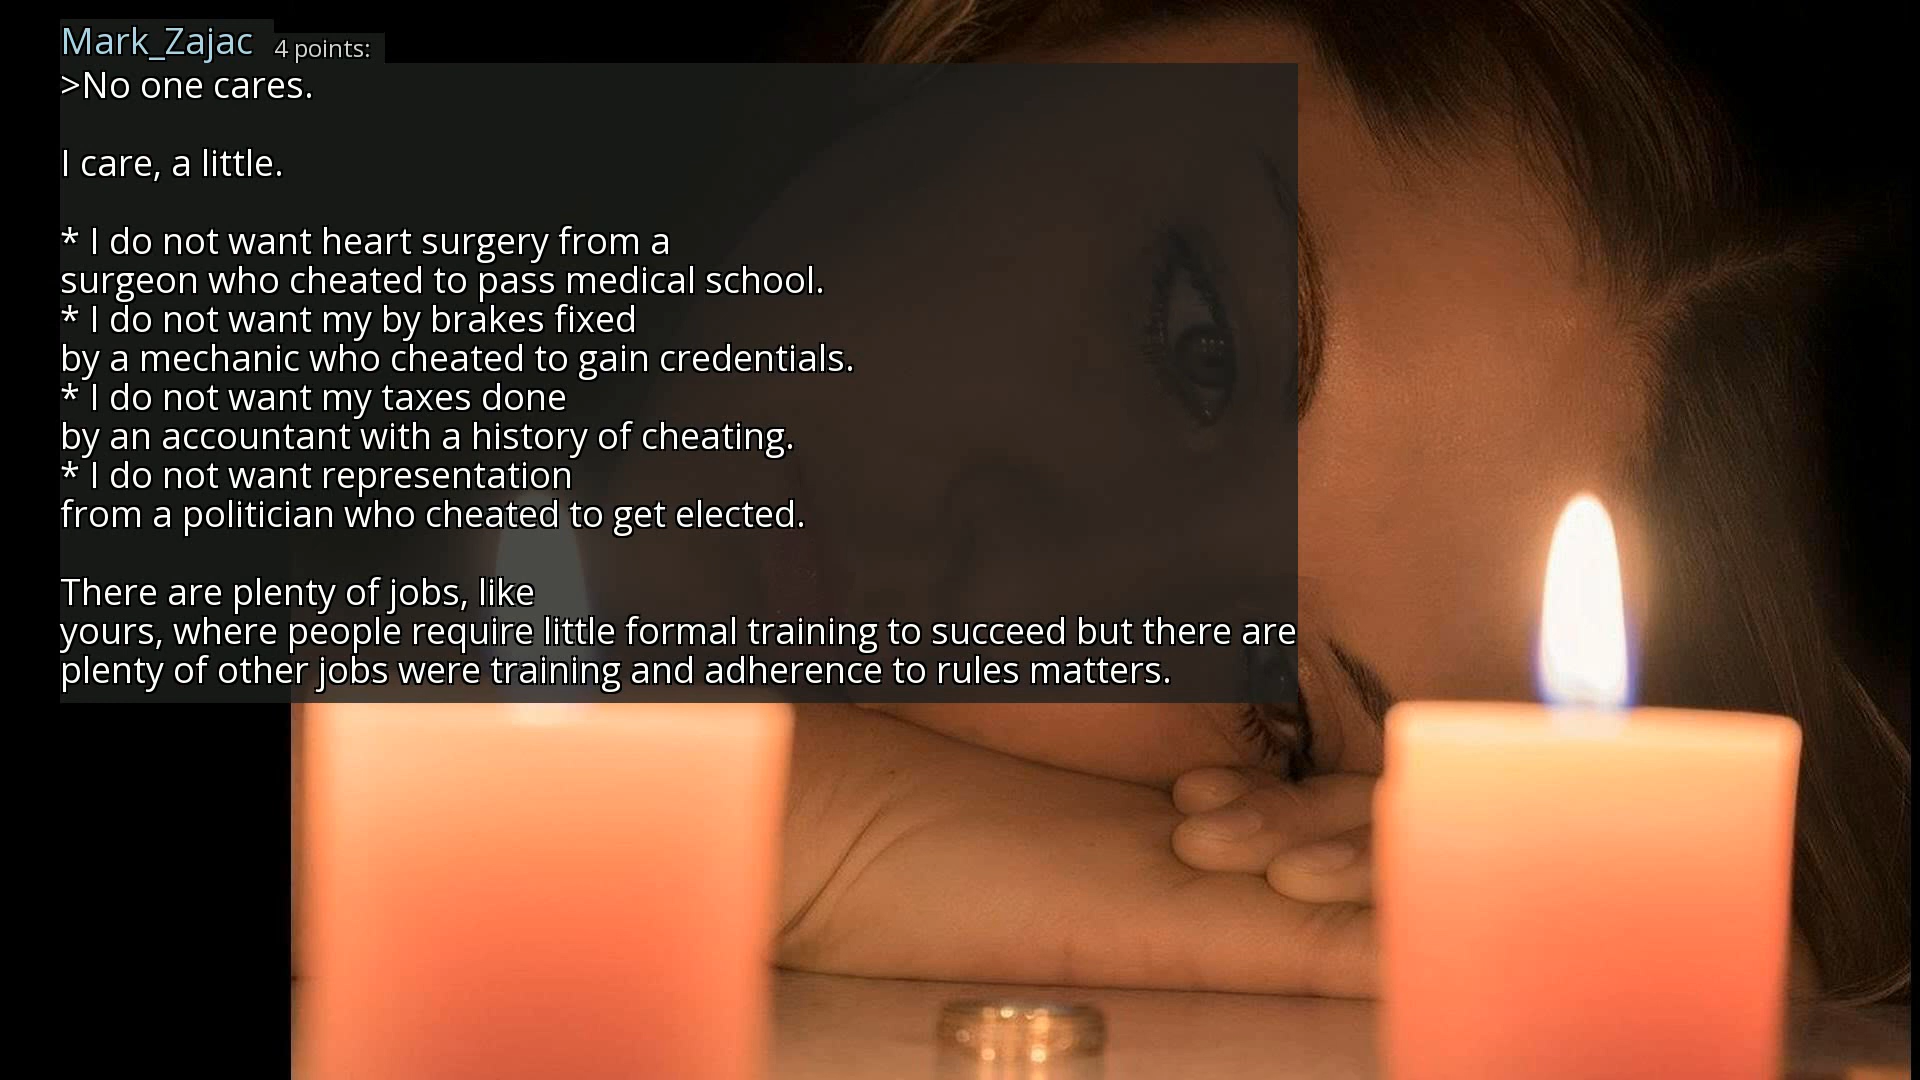 Mark_Zajac 4 points:
>No one cares.
I care, a little.
* I do not want heart surgery from a
surgeon who cheated to pass medical school.
* I do not want my by brakes fixed
by a mechanic who cheated to gain credentials.
* I do not want my taxes done
by an accountant with a history of cheating.
* I do not want representation
from a politician who cheated to get elected.
There are plenty of jobs, like
yours, where people require little formal training to succeed but there are
plenty of other jobs were training and adherence to rules matters.